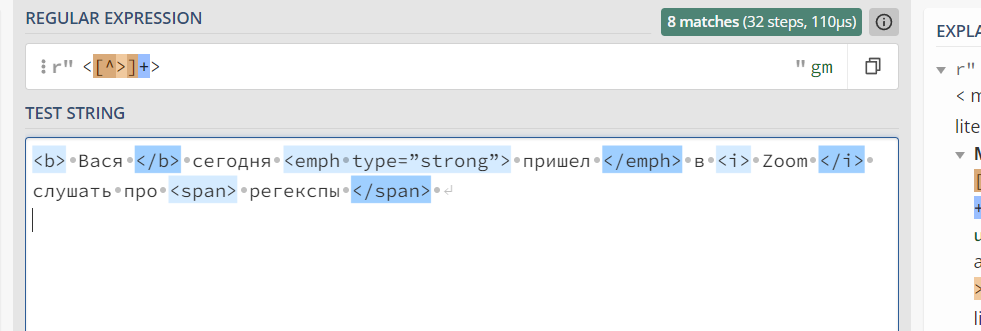 REGULAR EXPRESSION
8 matches (32 steps, 110µs)
r" <[^>]+> " gm
TEST STRING
<b> Вася </b> сегодня <emph type=”strong”> пришел </emph> в <i> Zoom </i>
слушать про <span> регекспы </span>
EXPLA
r"
< m
lite
M
[
+
u
a
>
li